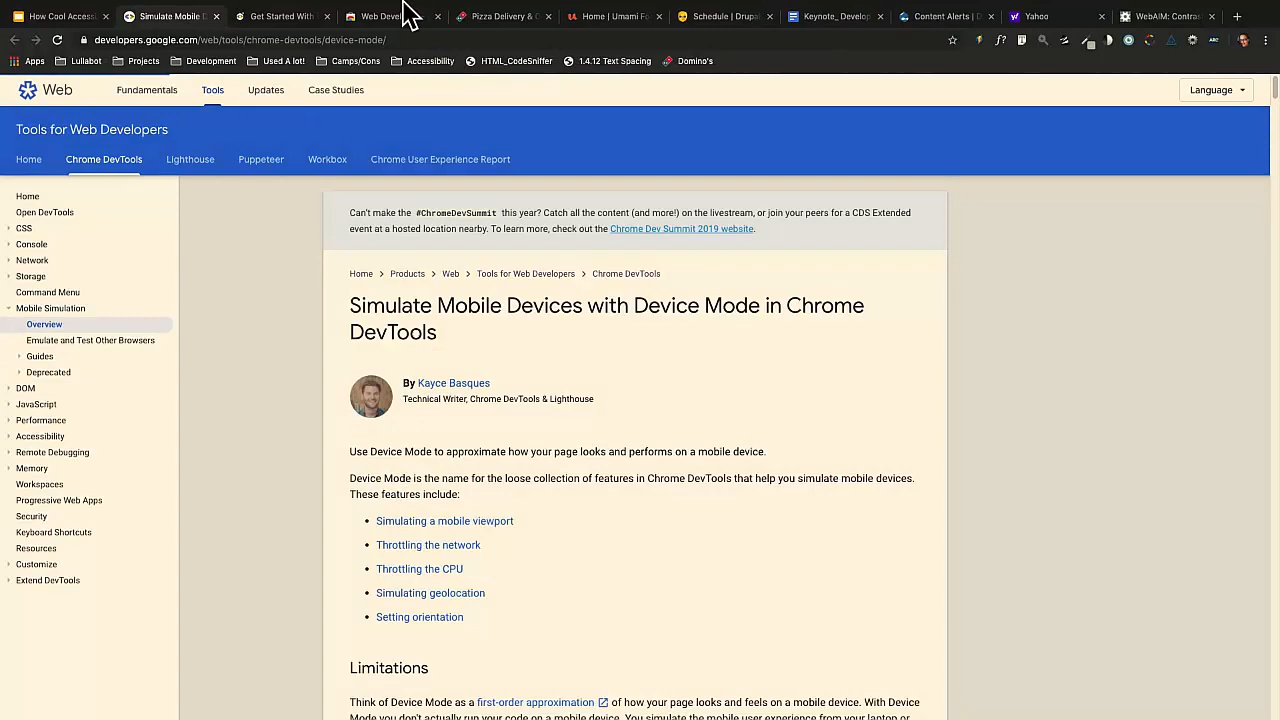 How Cool Access
Simulate Mobile D
Get Started With
Web Devel
Pizza Delivery & C
Home | Umami Fo
Schedule | Drupal
Keynote_ Develop
Content Alerts | D
Yahoo
WebAIM: Contras
developers.google.com/web/tools/chrome-devtools/device-mode/
Apps
Lullabot
Projects
Development
Used A lot!
Camps/Cons
Accessibility
HTML_CodeSniffer
1.4.12 Text Spacing
Domino's
Web
Fundamentals
Tools
Updates
Case Studies
Language
Tools for Web Developers
Home
Chrome DevTools
Lighthouse
Puppeteer
Workbox
Chrome User Experience Report
Home
Open DevTools
CSS
Console
Network
Storage
Command Menu
Mobile Simulation
Overview
Emulate and Test Other Browsers
Guides
Deprecated
DOM
JavaScript
Performance
Accessibility
Remote Debugging
Memory
Workspaces
Progressive Web Apps
Security
Keyboard Shortcuts
Resources
Customize
Extend DevTools
Can't make the #ChromeDevSummit this year? Catch all the content (and more!) on the livestream, or join your peers for a CDS Extended
event at a hosted location nearby. To learn more, check out the Chrome Dev Summit 2019 website.
Home > Products > Web > Tools for Web Developers > Chrome DevTools
Simulate Mobile Devices with Device Mode in Chrome
DevTools
By Kayce Basques
Technical Writer, Chrome DevTools & Lighthouse
Use Device Mode to approximate how your page looks and performs on a mobile device.
Device Mode is the name for the loose collection of features in Chrome DevTools that help you simulate mobile devices.
These features include:
• Simulating a mobile viewport
• Throttling the network
• Throttling the CPU
• Simulating geolocation
• Setting orientation
Limitations
Think of Device Mode as a first-order approximation of how your page looks and feels on a mobile device. With Device
Mode you don't actually run your code on a mobile device. You simulate the mobile user experience from your laptop or